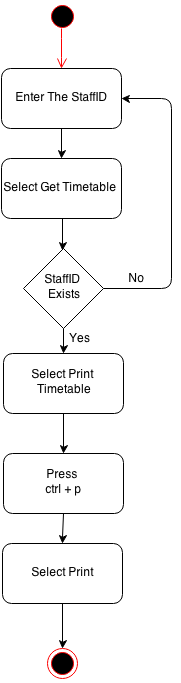 Enter The StaffID
Select Get Timetable
StaffID
Exists
No
Yes
Select Print
Timetable
Press
ctrl + p
Select Print